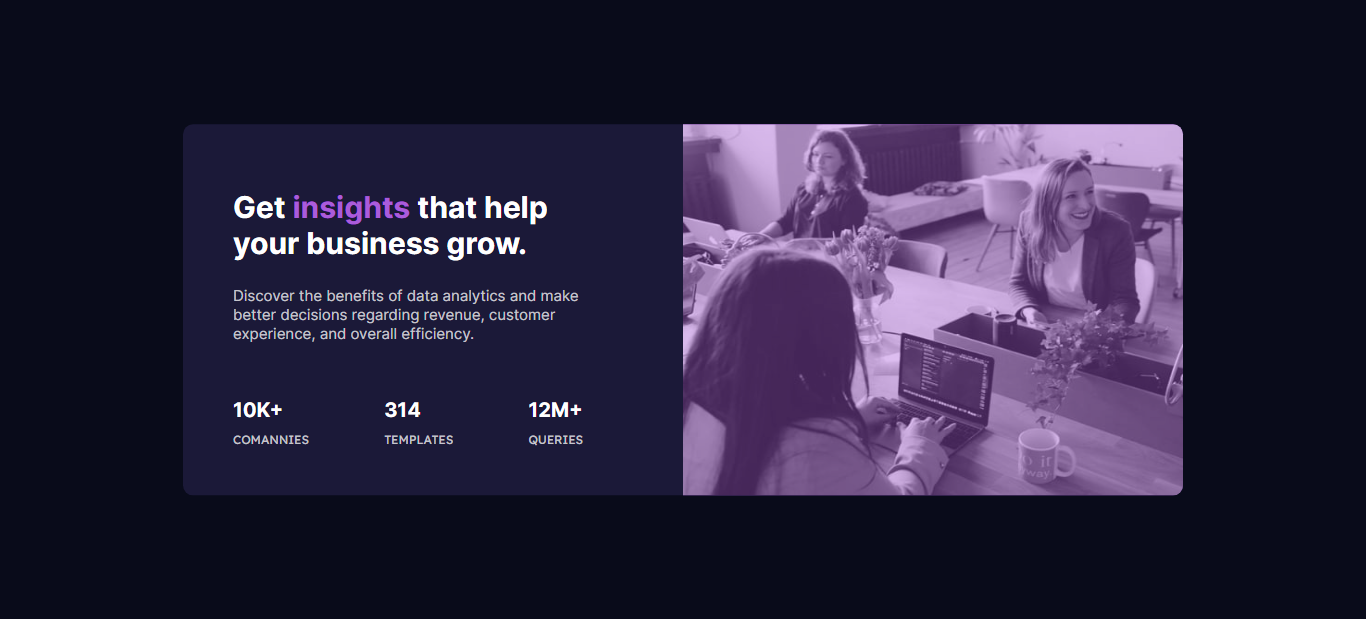 Get insights that help
your business grow.
Discover the benefits of data analytics and make
better decisions regarding revenue, customer
experience, and overall efficiency.
10K+ 314 12M+
COMANNIES TEMPLATES QUERIES